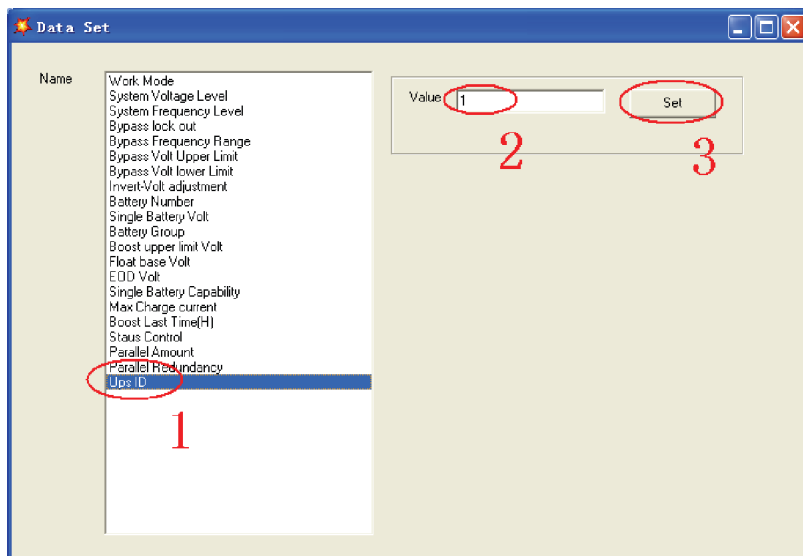 Data Set
Name
Work Mode
System Voltage Level
System Frequency Level
Bypass lock out
Bypass Frequency Range
Bypass Volt Upper Limit
Bypass Volt lower Limit
Invert-Volt adjustment
Battery Number
Single Battery Volt
Battery Group
Boost upper limit Volt
Float base Volt
EOD Volt
Single Battery Capability
Max Charge current
Boost Last Time(H)
Staus Control
Parallel Amount
Parallel Redundancy
Ups ID
1
Value 1
Set
2
3